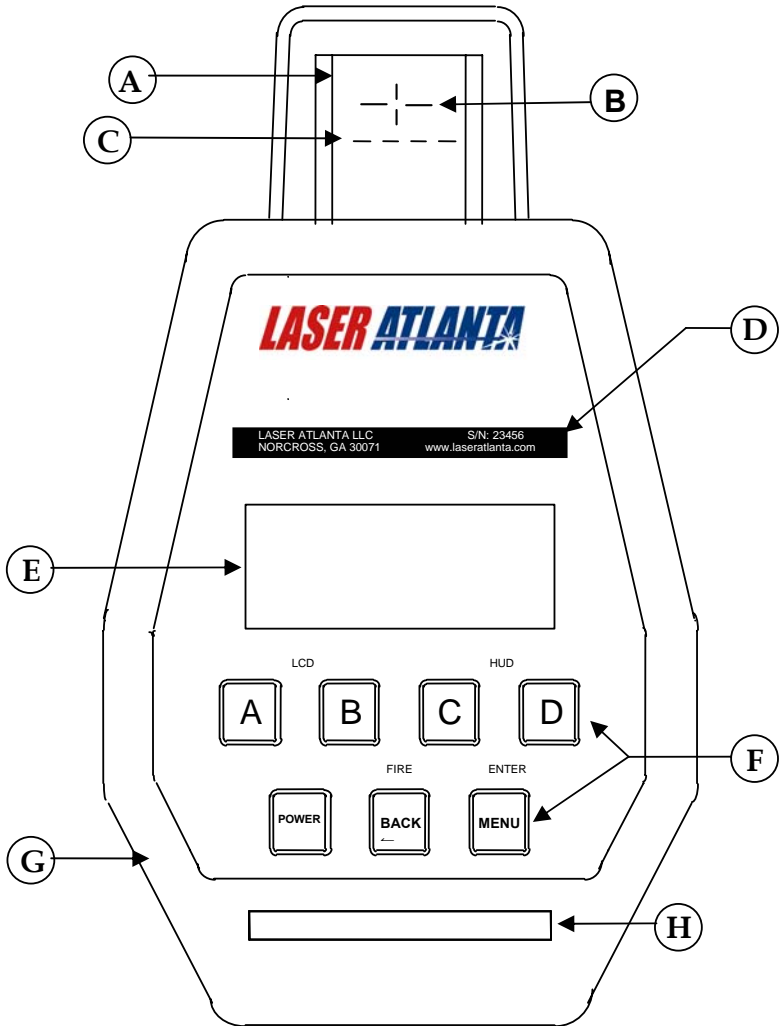 A
B
C
LASER ATLANTA
D
LASER ATLANTA LLC S/N: 23456
NORCROSS, GA 30071 www.laseratlanta.com
E
LCD HUD
A B C D
F
FIRE ENTER
POWER BACK MENU
←
G
H